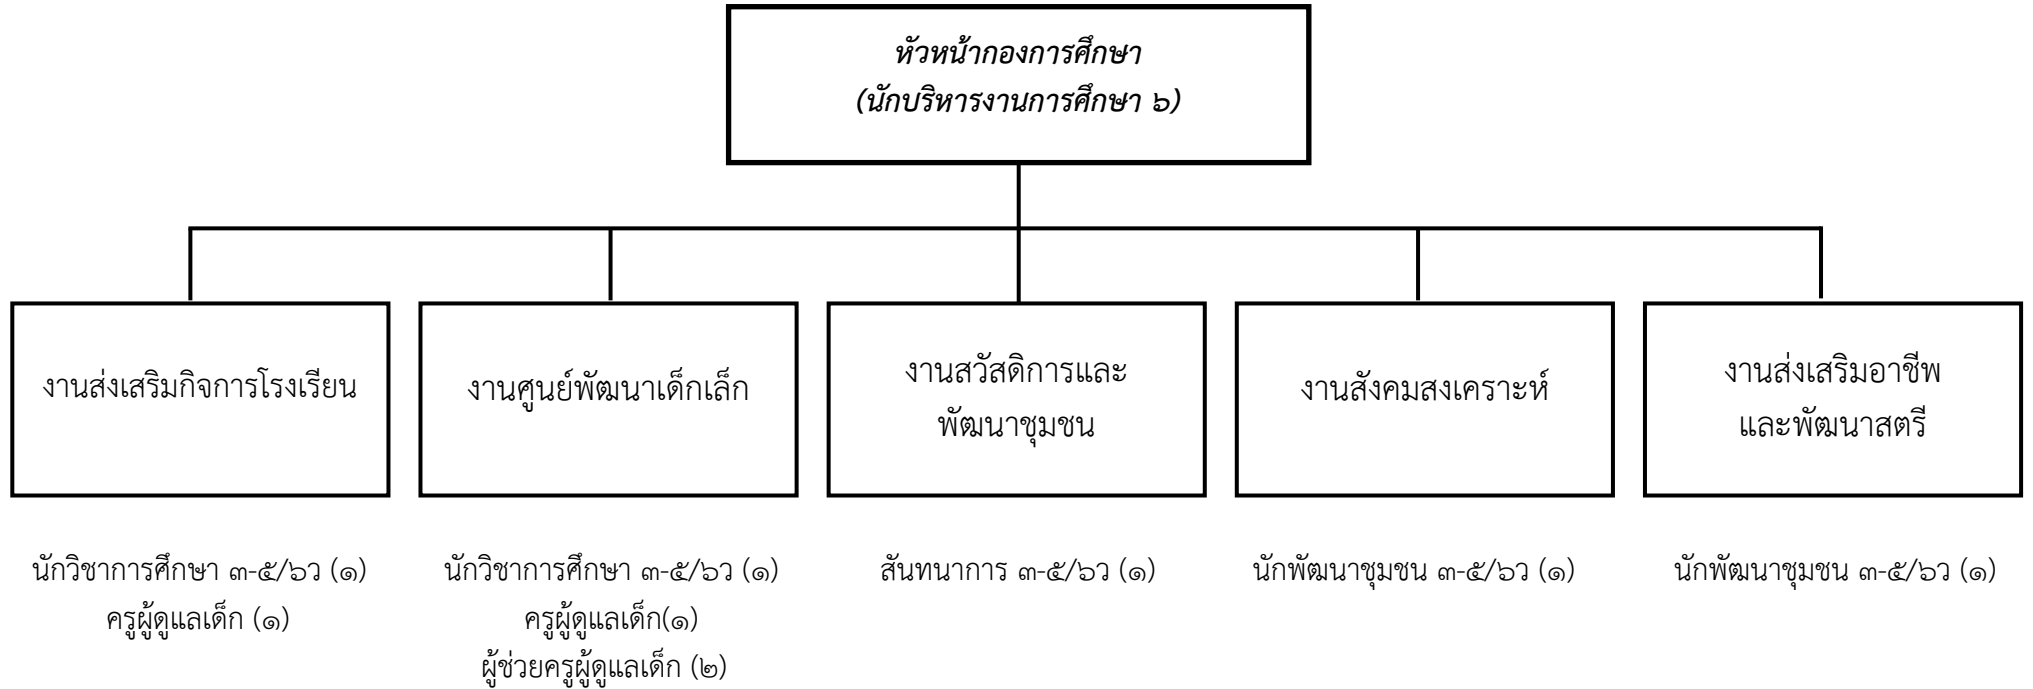 หัวหน้ากองการศึกษา
(นักบริหารงานการศึกษา ๖)
งานส่งเสริมกิจการโรงเรียน
งานศูนย์พัฒนาเด็กเล็ก
งานสวัสดิการและ
พัฒนาชุมชน
งานสังคมสงเคราะห์
งานส่งเสริมอาชีพ
และพัฒนาสตรี
นักวิชาการศึกษา ๓-๕/๖ว (๑)
ครูผู้ดูแลเด็ก (๑)
นักวิชาการศึกษา ๓-๕/๖ว (๑)
ครูผู้ดูแลเด็ก(๑)
ผู้ช่วยครูผู้ดูแลเด็ก (๒)
สันทนาการ ๓-๕/๖ว (๑)
นักพัฒนาชุมชน ๓-๕/๖ว (๑)
นักพัฒนาชุมชน ๓-๕/๖ว (๑)